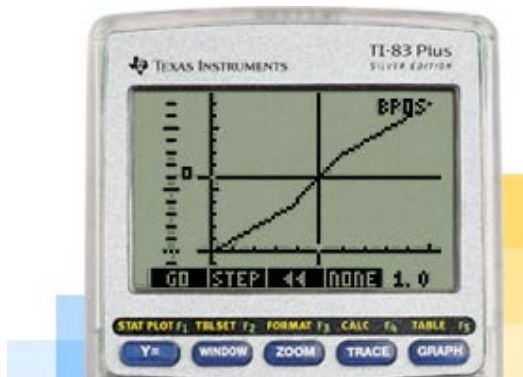 TI-83 Plus
TEXAS INSTRUMENTS SILVER EDITION
BPOS
0
GO STEP ◄◄ NONE 1.0
STAT PLOT F1 TBLSET F2 FORMAT F3 CALC F4 TABLE F5
Y= WINDOW ZOOM TRACE GRAPH